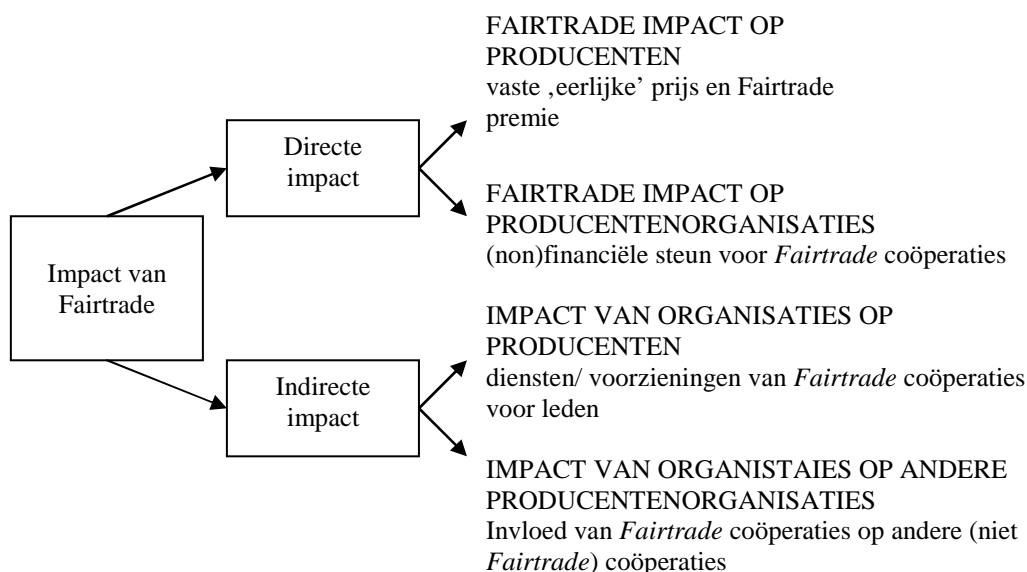 FAIRTRADE IMPACT OP
PRODUCENTEN
vaste ‚eerlijke’ prijs en Fairtrade
premie
Directe
impact
FAIRTRADE IMPACT OP
PRODUCENTENORGANISATIES
(non)financiële steun voor Fairtrade coöperaties
Impact van
Fairtrade
IMPACT VAN ORGANISATIES OP
PRODUCENTEN
diensten/ voorzieningen van Fairtrade coöperaties
voor leden
Indirecte
impact
IMPACT VAN ORGANISTAIES OP ANDERE
PRODUCENTENORGANISATIES
Invloed van Fairtrade coöperaties op andere (niet
Fairtrade) coöperaties